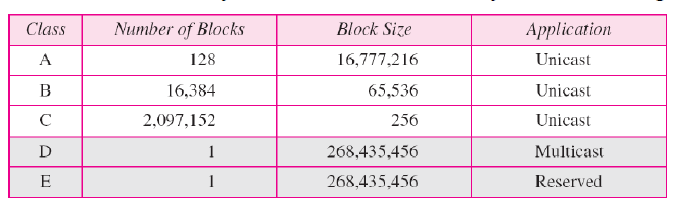 Class Number of Blocks Block Size Application
A 128 16,777,216 Unicast
B 16,384 65,536 Unicast
C 2,097,152 256 Unicast
D 1 268,435,456 Multicast
E 1 268,435,456 Reserved